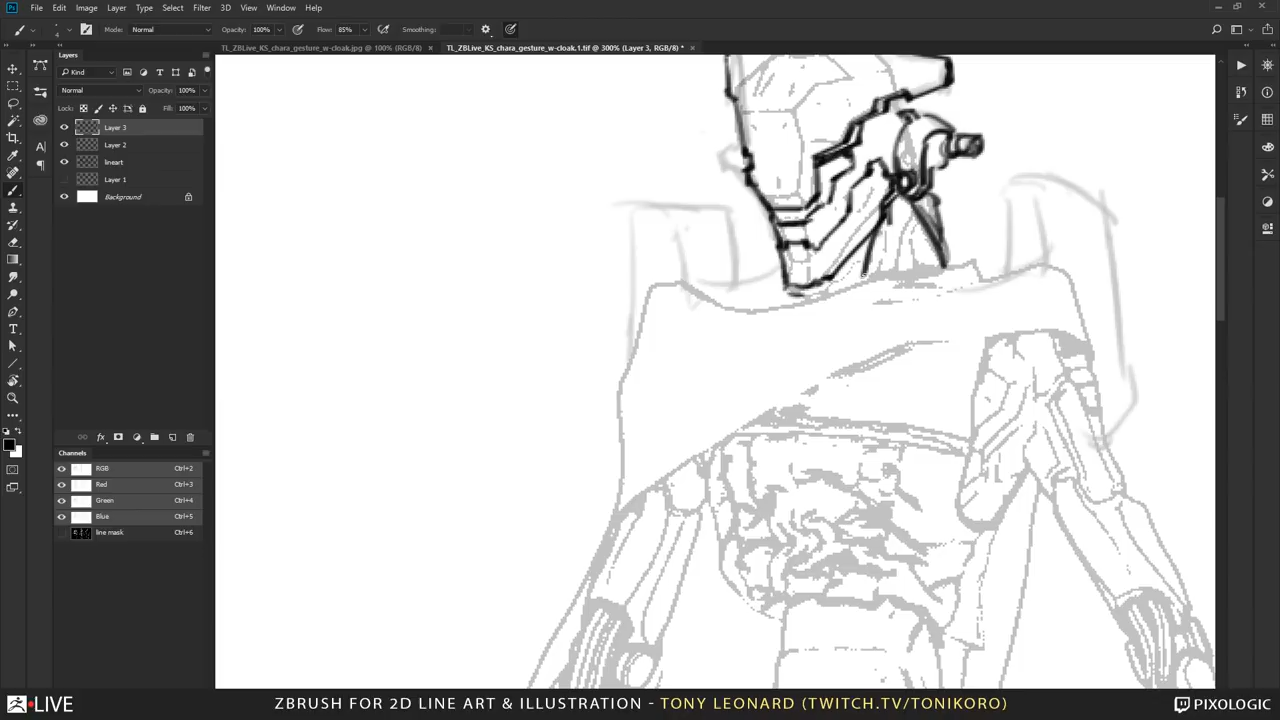 Ps File Edit Image Layer Type Select Filter 3D View Window Help
4 Mode: Normal Opacity: 100% Flow: 85% Smoothing:
TL_ZBLive_KS_chara_gesture_w-cloak.jpg @ 100% (RGB/8) × TL_ZBLive_KS_chara_gesture_w-cloak.1.tif @ 300% (Layer 3, RGB/8) * ×
Layers
Kind
Normal Opacity: 100%
Lock: Fill: 100%
Layer 3
Layer 2
lineart
Layer 1
Background
Channels
RGB Ctrl+2
Red Ctrl+3
Green Ctrl+4
Blue Ctrl+5
line mask Ctrl+6
LIVE ZBRUSH FOR 2D LINE ART & ILLUSTRATION - TONY LEONARD (TWITCH.TV/TONIKORO) PIXOLOGIC